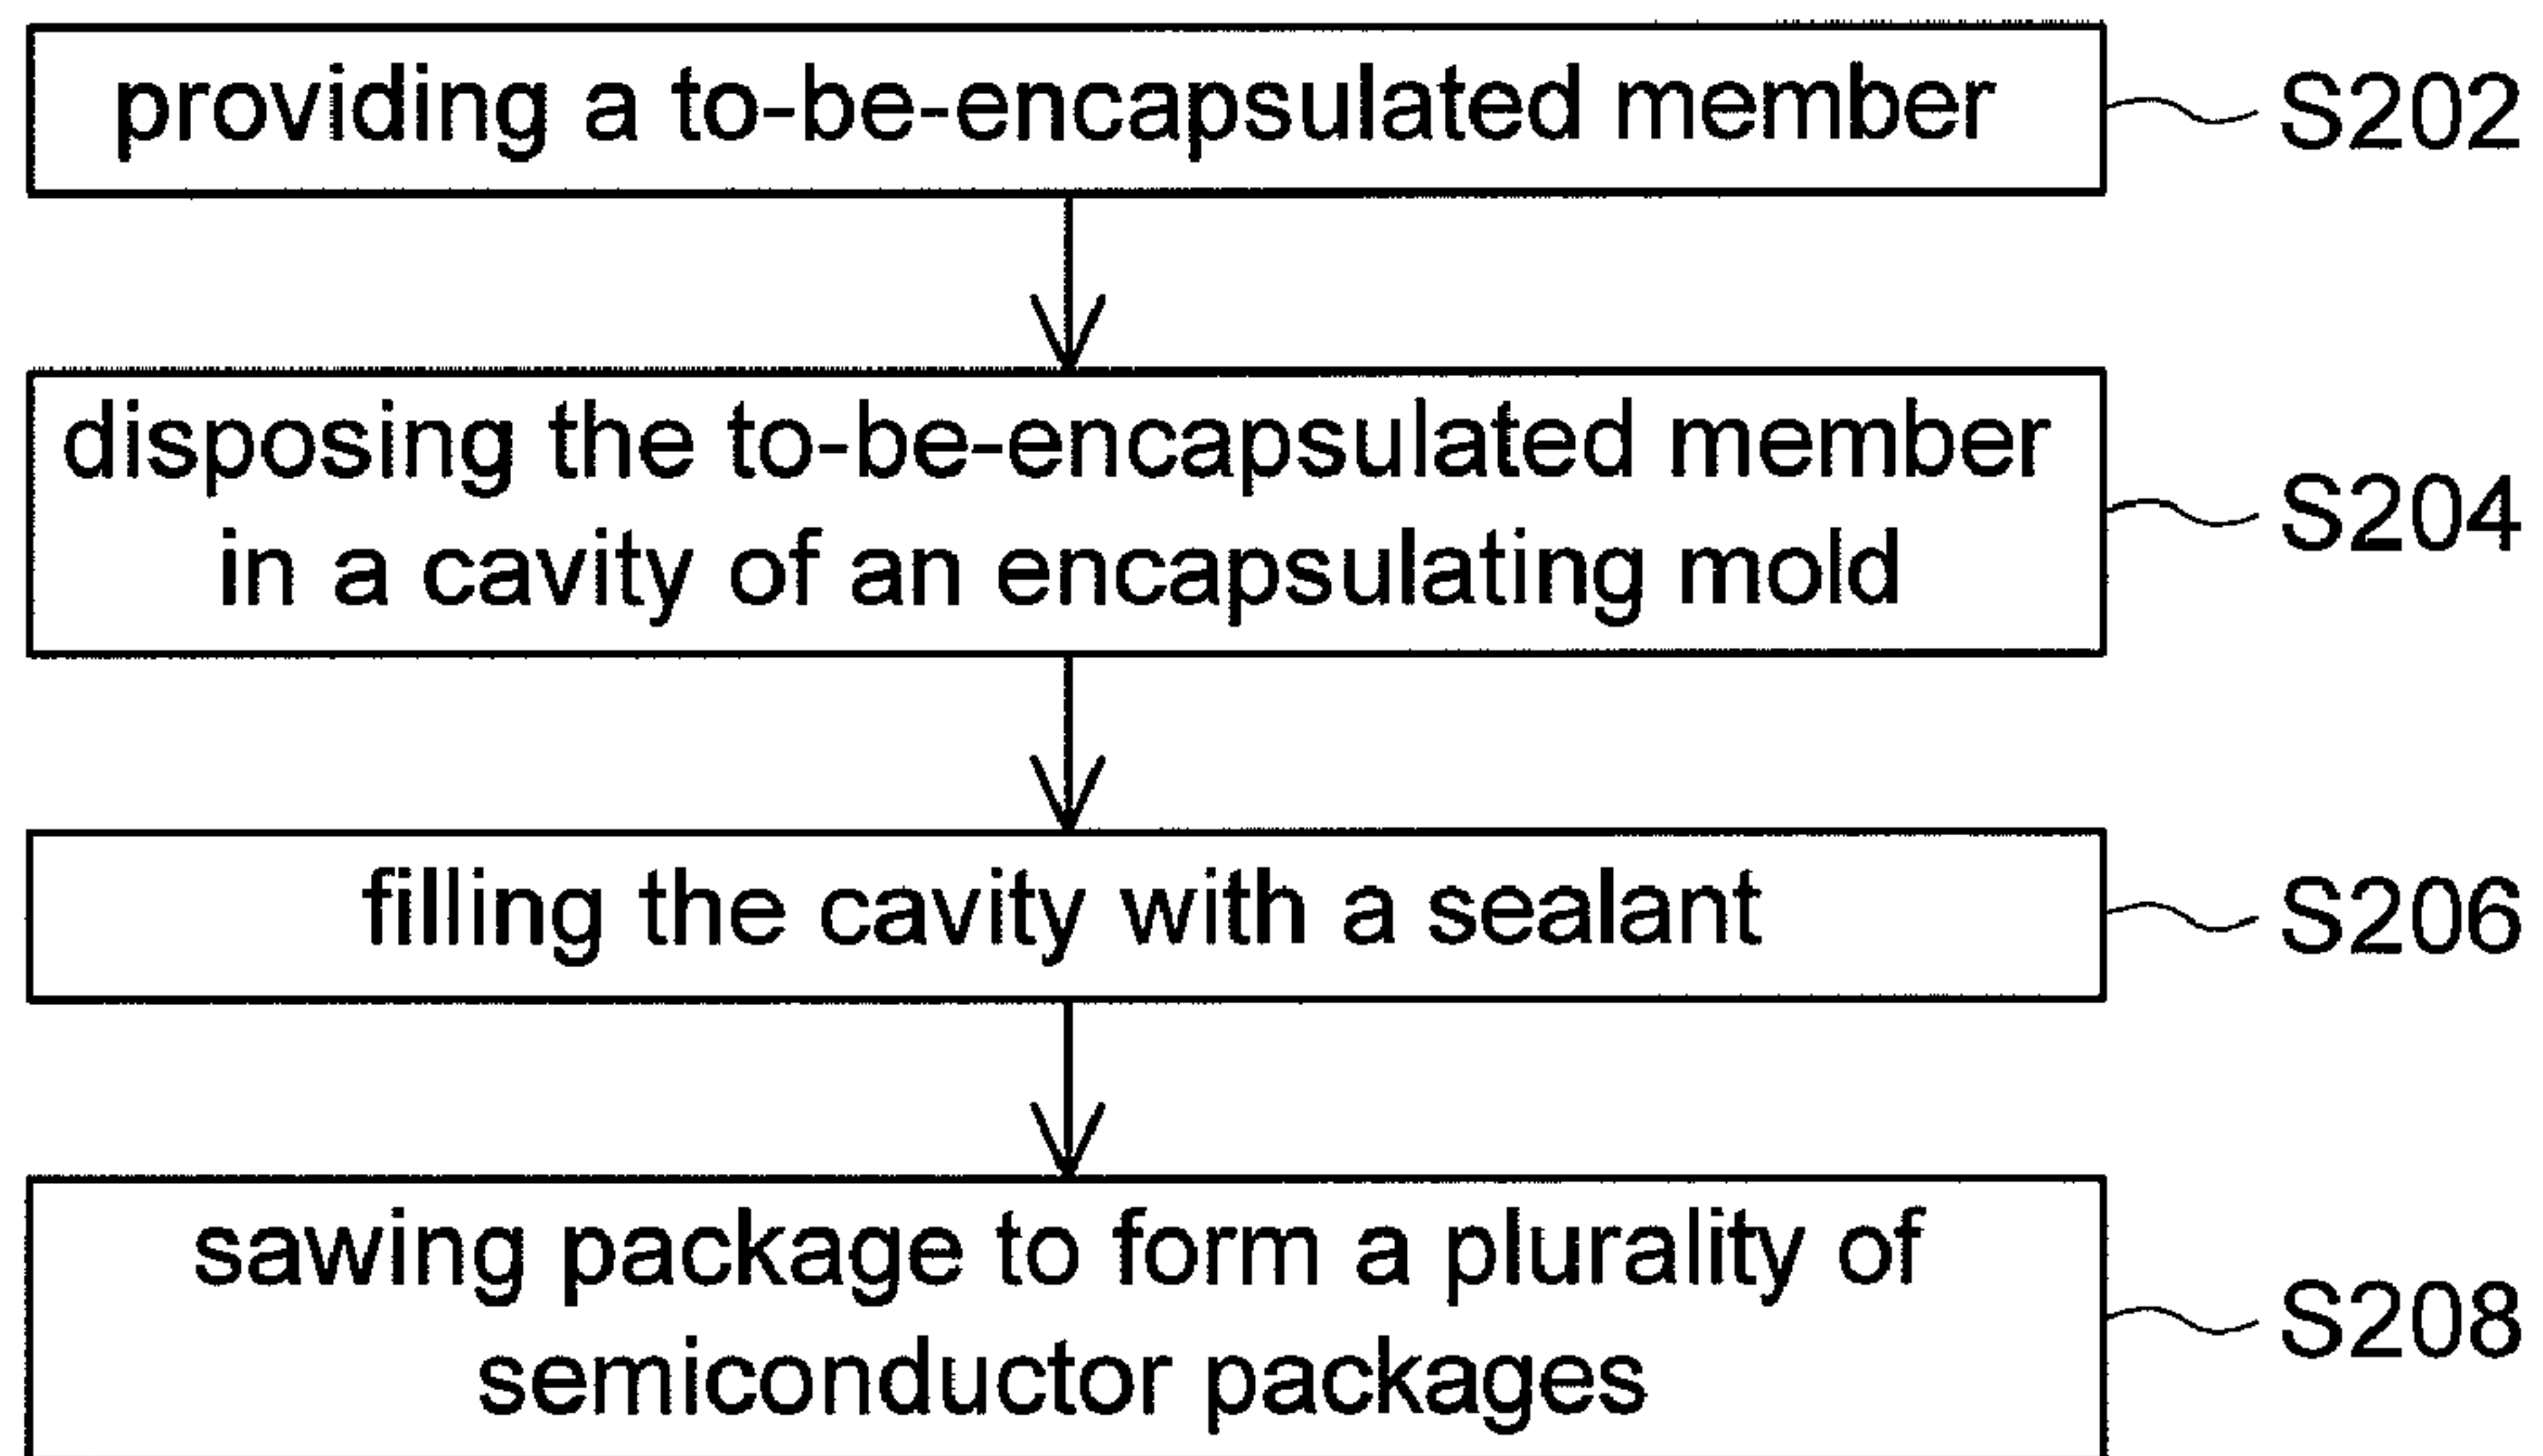 providing a to-be-encapsulated member
S202
disposing the to-be-encapsulated member
in a cavity of an encapsulating mold
S204
filling the cavity with a sealant
S206
sawing package to form a plurality of
semiconductor packages
S208